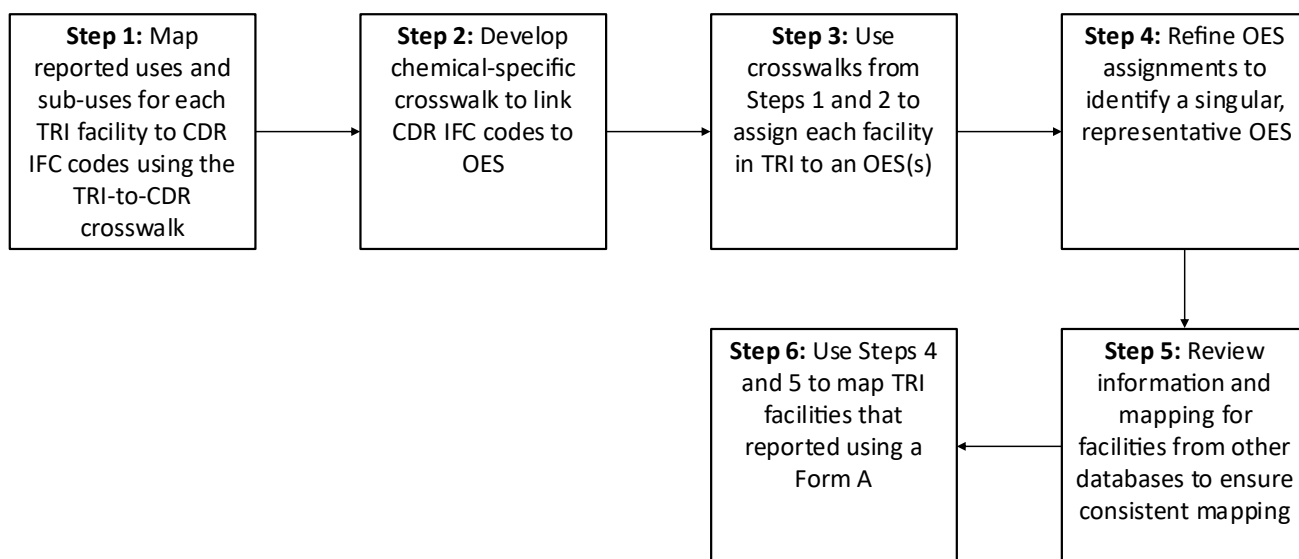 Step 1: Map
reported uses and
sub-uses for each
TRI facility to CDR
IFC codes using the
TRI-to-CDR
crosswalk
Step 2: Develop
chemical-specific
crosswalk to link
CDR IFC codes to
OES
Step 3: Use
crosswalks from
Steps 1 and 2 to
assign each facility
in TRI to an OES(s)
Step 4: Refine OES
assignments to
identify a singular,
representative OES
Step 5: Review
information and
mapping for
facilities from other
databases to ensure
consistent mapping
Step 6: Use Steps 4
and 5 to map TRI
facilities that
reported using a
Form A